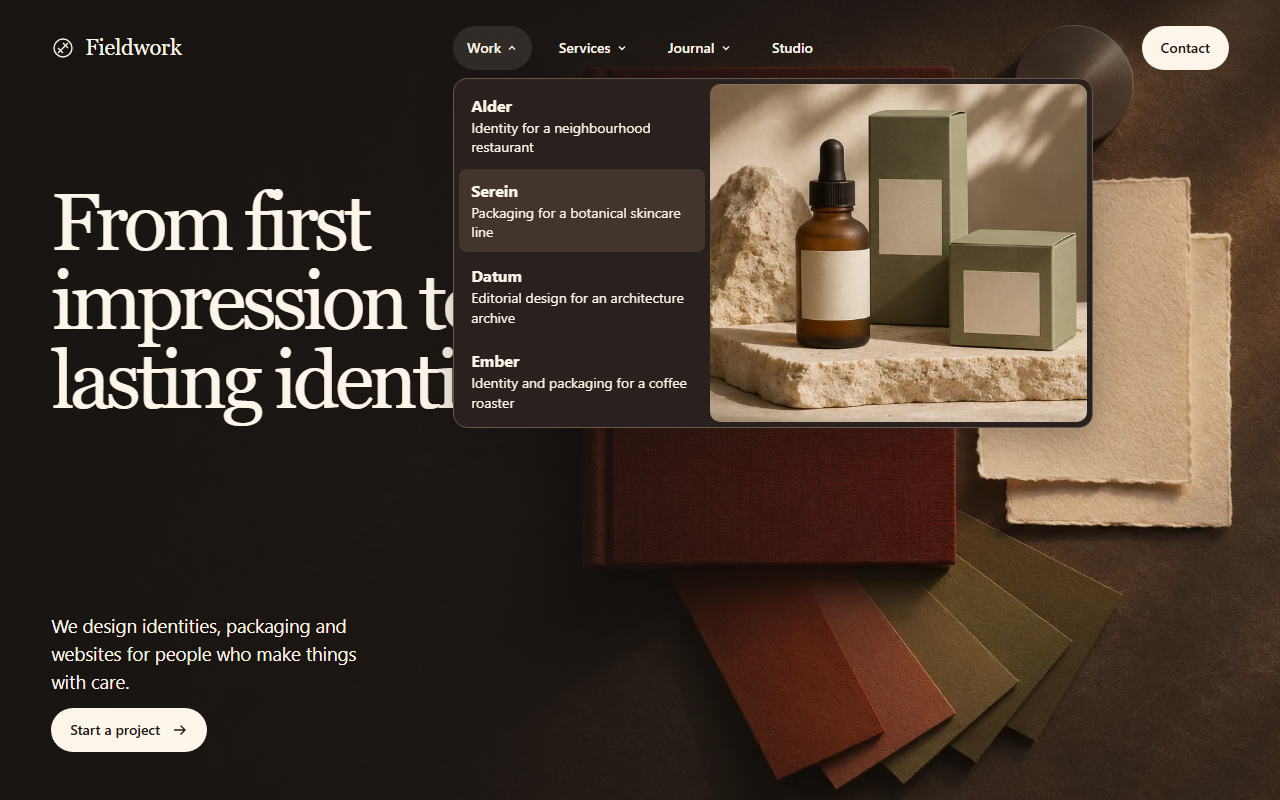 Fieldwork
Work
Services
Journal
Studio
Contact
Alder
Identity for a neighbourhood
restaurant
Serein
Packaging for a botanical skincare
line
Datum
Editorial design for an architecture
archive
Ember
Identity and packaging for a coffee
roaster
From first
impression
lasting
We design identities, packaging and
websites for people who make things
with care.
Start a project